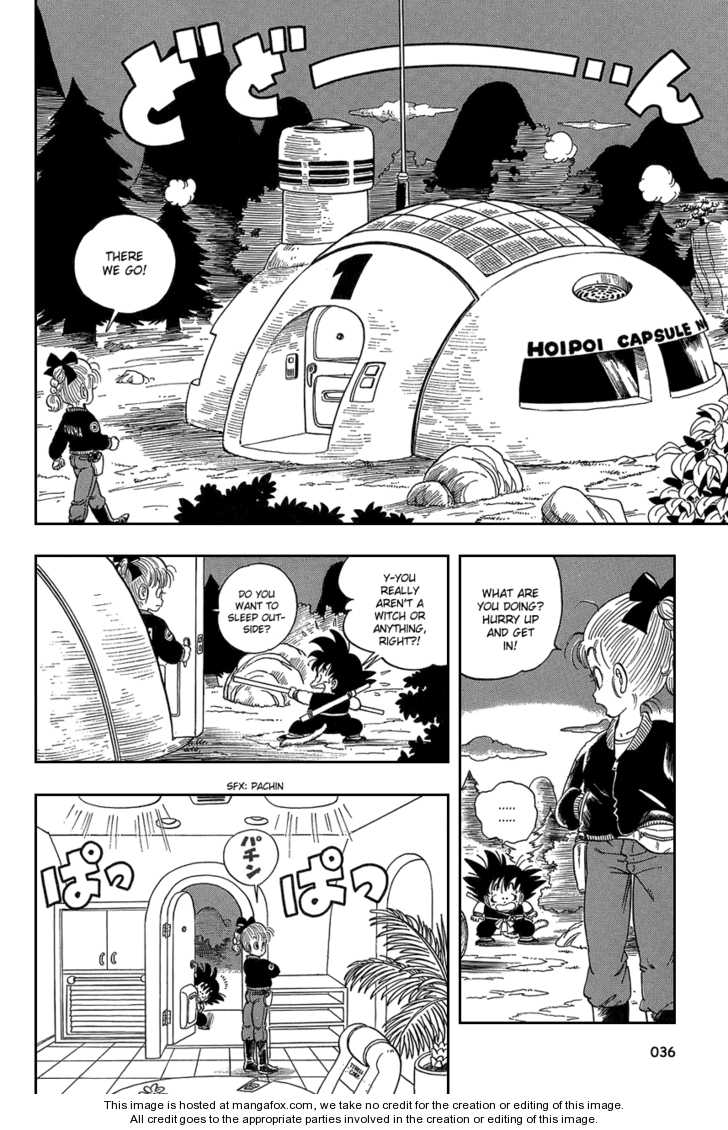 どどーーん
THERE
WE GO!
1
HOIPOI CAPSULE N
WHAT ARE
YOU DOING?
HURRY UP
AND GET
IN!
......
......
Y-YOU
REALLY
AREN'T A
WITCH OR
ANYTHING,
RIGHT?!
DO YOU
WANT TO
SLEEP OUT-
SIDE?
SFX: PACHIN
パチン
ぱっ
ぱっ
036
This image is hosted at mangafox.com, we take no credit for the creation or editing of this image.
All credit goes to the appropriate parties involved in the creation or editing of this image.